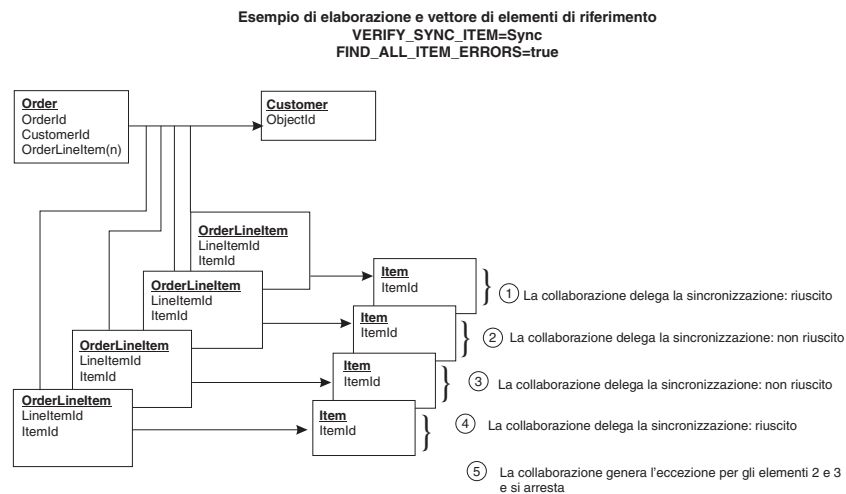 Esempio di elaborazione e vettore di elementi di riferimento
VERIFY_SYNC_ITEM=Sync
FIND_ALL_ITEM_ERRORS=true
Order
OrderId
CustomerId
OrderLineItem(n)
Customer
ObjectId
OrderLineItem
LineItemId
ItemId
Item
ItemId
1 La collaborazione delega la sincronizzazione: riuscito
OrderLineItem
LineItemId
ItemId
Item
ItemId
2 La collaborazione delega la sincronizzazione: non riuscito
OrderLineItem
LineItemId
ItemId
Item
ItemId
3 La collaborazione delega la sincronizzazione: non riuscito
OrderLineItem
LineItemId
ItemId
Item
ItemId
4 La collaborazione delega la sincronizzazione: riuscito
5 La collaborazione genera l'eccezione per gli elementi 2 e 3
e si arresta